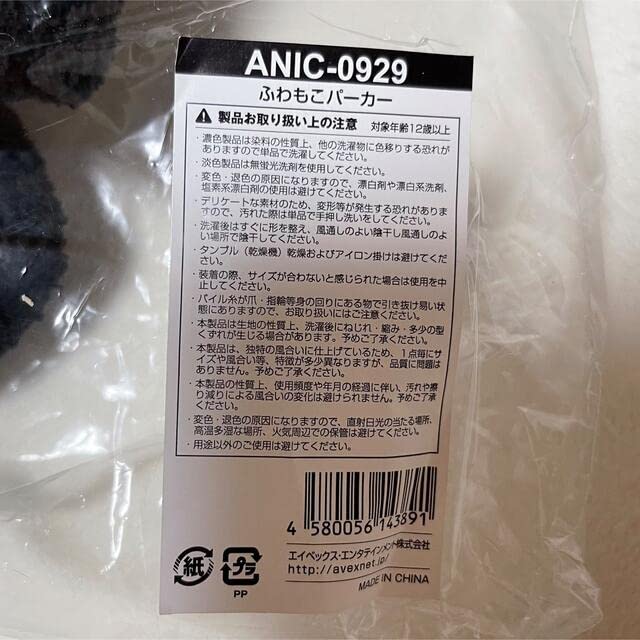 ANIC-0929
ふわもこパーカー
製品お取り扱い上の注意 対象年齢12歳以上
・濃色製品は染料の性質上、他の洗濯物に色移りする恐れが
ありますので単品で洗濯してください。
・淡色製品は無蛍光洗剤を使用してください。
・変色・退色の原因になりますので、漂白剤や漂白系洗剤、
塩素系漂白剤の使用は避けてください。
・デリケートな素材のため、変形等が発生する恐れがありま
すので、汚れた際は単品で手押し洗いをしてください。
・洗濯後はすぐに形を整え、風通しのよい陰干し風通しのよ
い場所で陰干してください。
・タンブル（乾燥機）乾燥およびアイロン掛けは避けてくださ
い。
・装着の際、サイズが合わないと感じられた場合は使用を中
止してください。
・パイル糸が爪・指輪等身の回りにある物で引き抜け易い状
態にありますので、お取り扱いにはご注意ください。
・本製品は生地の性質上、洗濯後にねじれ・縮み・多少の型
くずれが生じる場合があります。予めご了承ください。
・本製品は、独特の風合いに仕上げているため、1点毎にサ
イズや風合い等、特徴が多少異なりますが、品質に問題は
ありません。
・本製品の性質上、使用頻度や年月の経過に伴い、汚れや擦
り減りによる風合いの変化は避けられません。予めご了承
ください。
・変色・退色の原因になりますので、直射日光の当たる場所、
高温多湿な場所、火気周辺での保管は避けてください。
・用途以外のご使用は避けてください。
4 580056 143891
エイベックス・エンタテインメント株式会社
http://avexnet.jp/
MADE IN CHINA
紙
プラ
PP